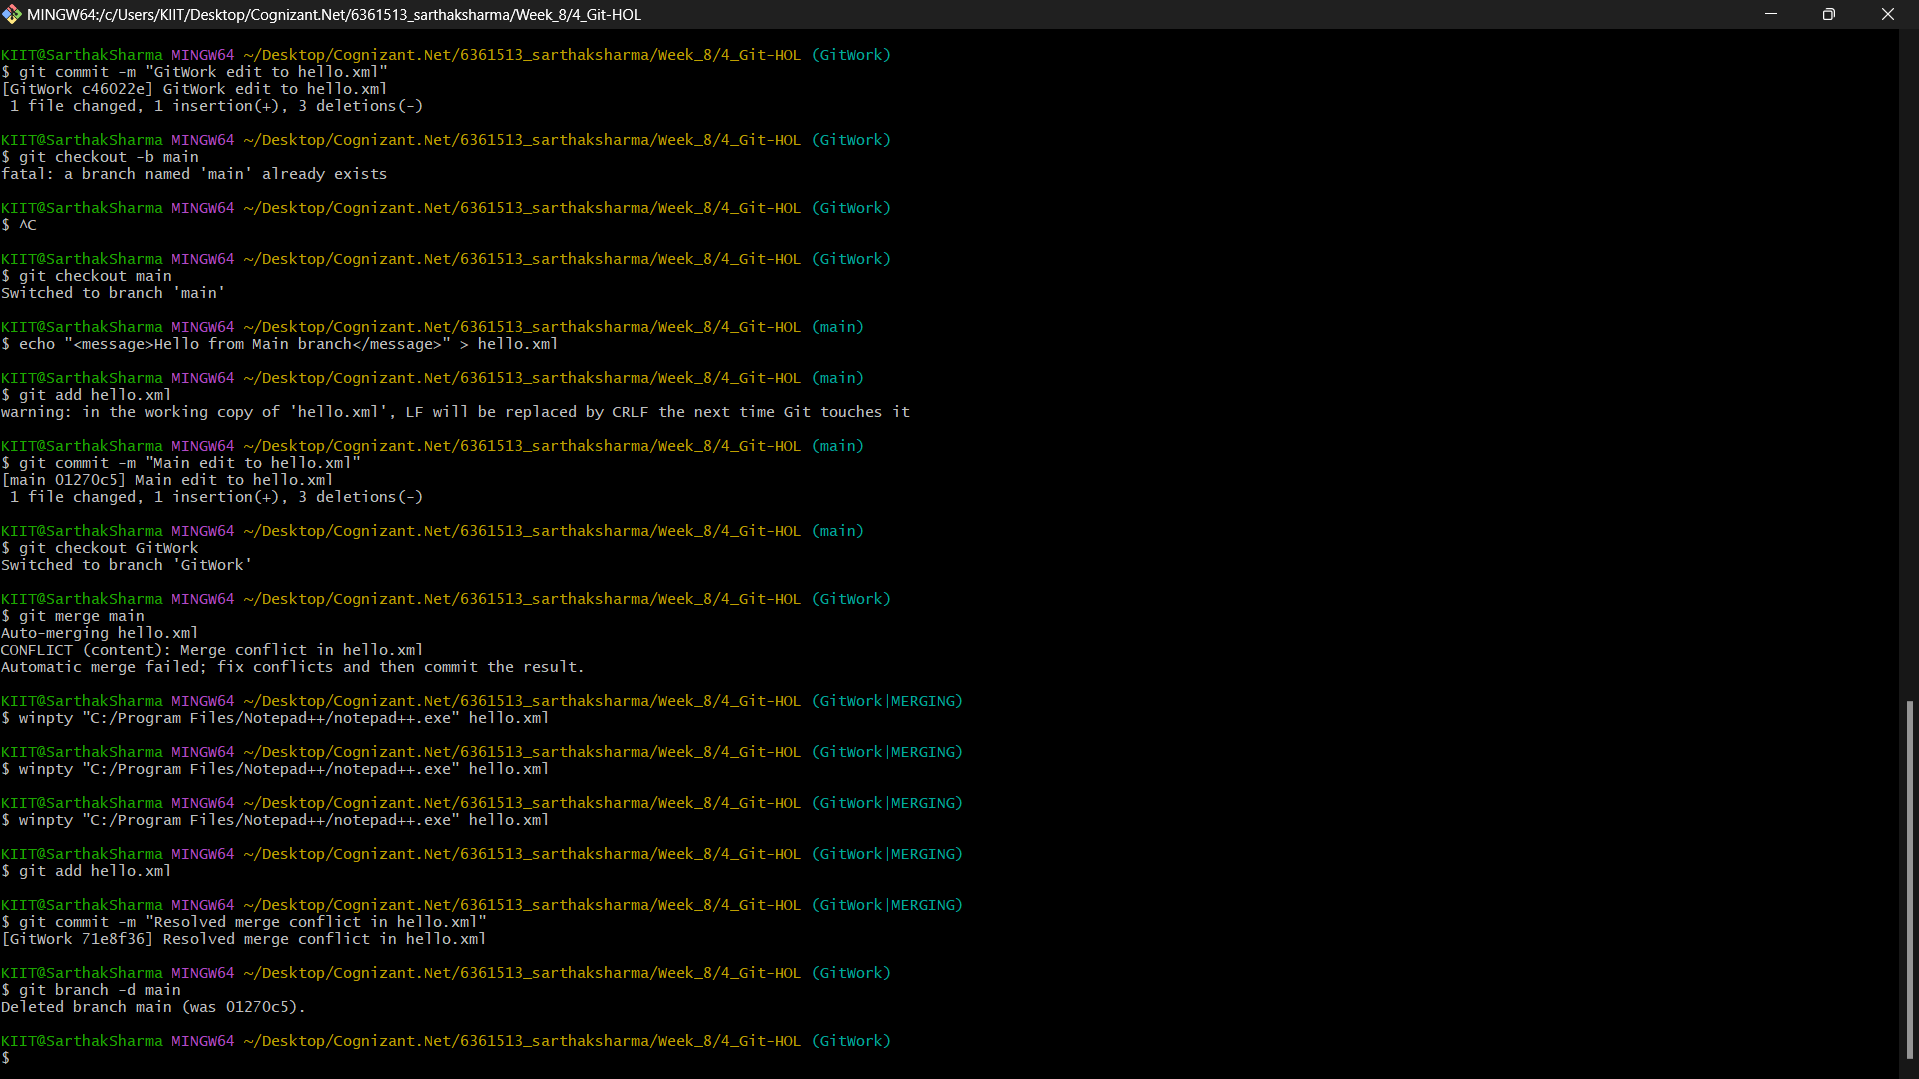 MINGW64:/c/Users/KIIT/Desktop/Cognizant.Net/6361513_sarthaksharma/Week_8/4_Git-HOL
KIIT@SarthakSharma MINGW64 ~/Desktop/Cognizant.Net/6361513_sarthaksharma/Week_8/4_Git-HOL (GitWork)
$ git commit -m "GitWork edit to hello.xml"
[GitWork c46022e] GitWork edit to hello.xml
 1 file changed, 1 insertion(+), 3 deletions(-)
KIIT@SarthakSharma MINGW64 ~/Desktop/Cognizant.Net/6361513_sarthaksharma/Week_8/4_Git-HOL (GitWork)
$ git checkout -b main
fatal: a branch named 'main' already exists
KIIT@SarthakSharma MINGW64 ~/Desktop/Cognizant.Net/6361513_sarthaksharma/Week_8/4_Git-HOL (GitWork)
$ ^C
KIIT@SarthakSharma MINGW64 ~/Desktop/Cognizant.Net/6361513_sarthaksharma/Week_8/4_Git-HOL (GitWork)
$ git checkout main
Switched to branch 'main'
KIIT@SarthakSharma MINGW64 ~/Desktop/Cognizant.Net/6361513_sarthaksharma/Week_8/4_Git-HOL (main)
$ echo "<message>Hello from Main branch</message>" > hello.xml
KIIT@SarthakSharma MINGW64 ~/Desktop/Cognizant.Net/6361513_sarthaksharma/Week_8/4_Git-HOL (main)
$ git add hello.xml
warning: in the working copy of 'hello.xml', LF will be replaced by CRLF the next time Git touches it
KIIT@SarthakSharma MINGW64 ~/Desktop/Cognizant.Net/6361513_sarthaksharma/Week_8/4_Git-HOL (main)
$ git commit -m "Main edit to hello.xml"
[main 01270c5] Main edit to hello.xml
 1 file changed, 1 insertion(+), 3 deletions(-)
KIIT@SarthakSharma MINGW64 ~/Desktop/Cognizant.Net/6361513_sarthaksharma/Week_8/4_Git-HOL (main)
$ git checkout GitWork
Switched to branch 'GitWork'
KIIT@SarthakSharma MINGW64 ~/Desktop/Cognizant.Net/6361513_sarthaksharma/Week_8/4_Git-HOL (GitWork)
$ git merge main
Auto-merging hello.xml
CONFLICT (content): Merge conflict in hello.xml
Automatic merge failed; fix conflicts and then commit the result.
KIIT@SarthakSharma MINGW64 ~/Desktop/Cognizant.Net/6361513_sarthaksharma/Week_8/4_Git-HOL (GitWork|MERGING)
$ winpty "C:/Program Files/Notepad++/notepad++.exe" hello.xml
KIIT@SarthakSharma MINGW64 ~/Desktop/Cognizant.Net/6361513_sarthaksharma/Week_8/4_Git-HOL (GitWork|MERGING)
$ winpty "C:/Program Files/Notepad++/notepad++.exe" hello.xml
KIIT@SarthakSharma MINGW64 ~/Desktop/Cognizant.Net/6361513_sarthaksharma/Week_8/4_Git-HOL (GitWork|MERGING)
$ winpty "C:/Program Files/Notepad++/notepad++.exe" hello.xml
KIIT@SarthakSharma MINGW64 ~/Desktop/Cognizant.Net/6361513_sarthaksharma/Week_8/4_Git-HOL (GitWork|MERGING)
$ git add hello.xml
KIIT@SarthakSharma MINGW64 ~/Desktop/Cognizant.Net/6361513_sarthaksharma/Week_8/4_Git-HOL (GitWork|MERGING)
$ git commit -m "Resolved merge conflict in hello.xml"
[GitWork 71e8f36] Resolved merge conflict in hello.xml
KIIT@SarthakSharma MINGW64 ~/Desktop/Cognizant.Net/6361513_sarthaksharma/Week_8/4_Git-HOL (GitWork)
$ git branch -d main
Deleted branch main (was 01270c5).
KIIT@SarthakSharma MINGW64 ~/Desktop/Cognizant.Net/6361513_sarthaksharma/Week_8/4_Git-HOL (GitWork)
$